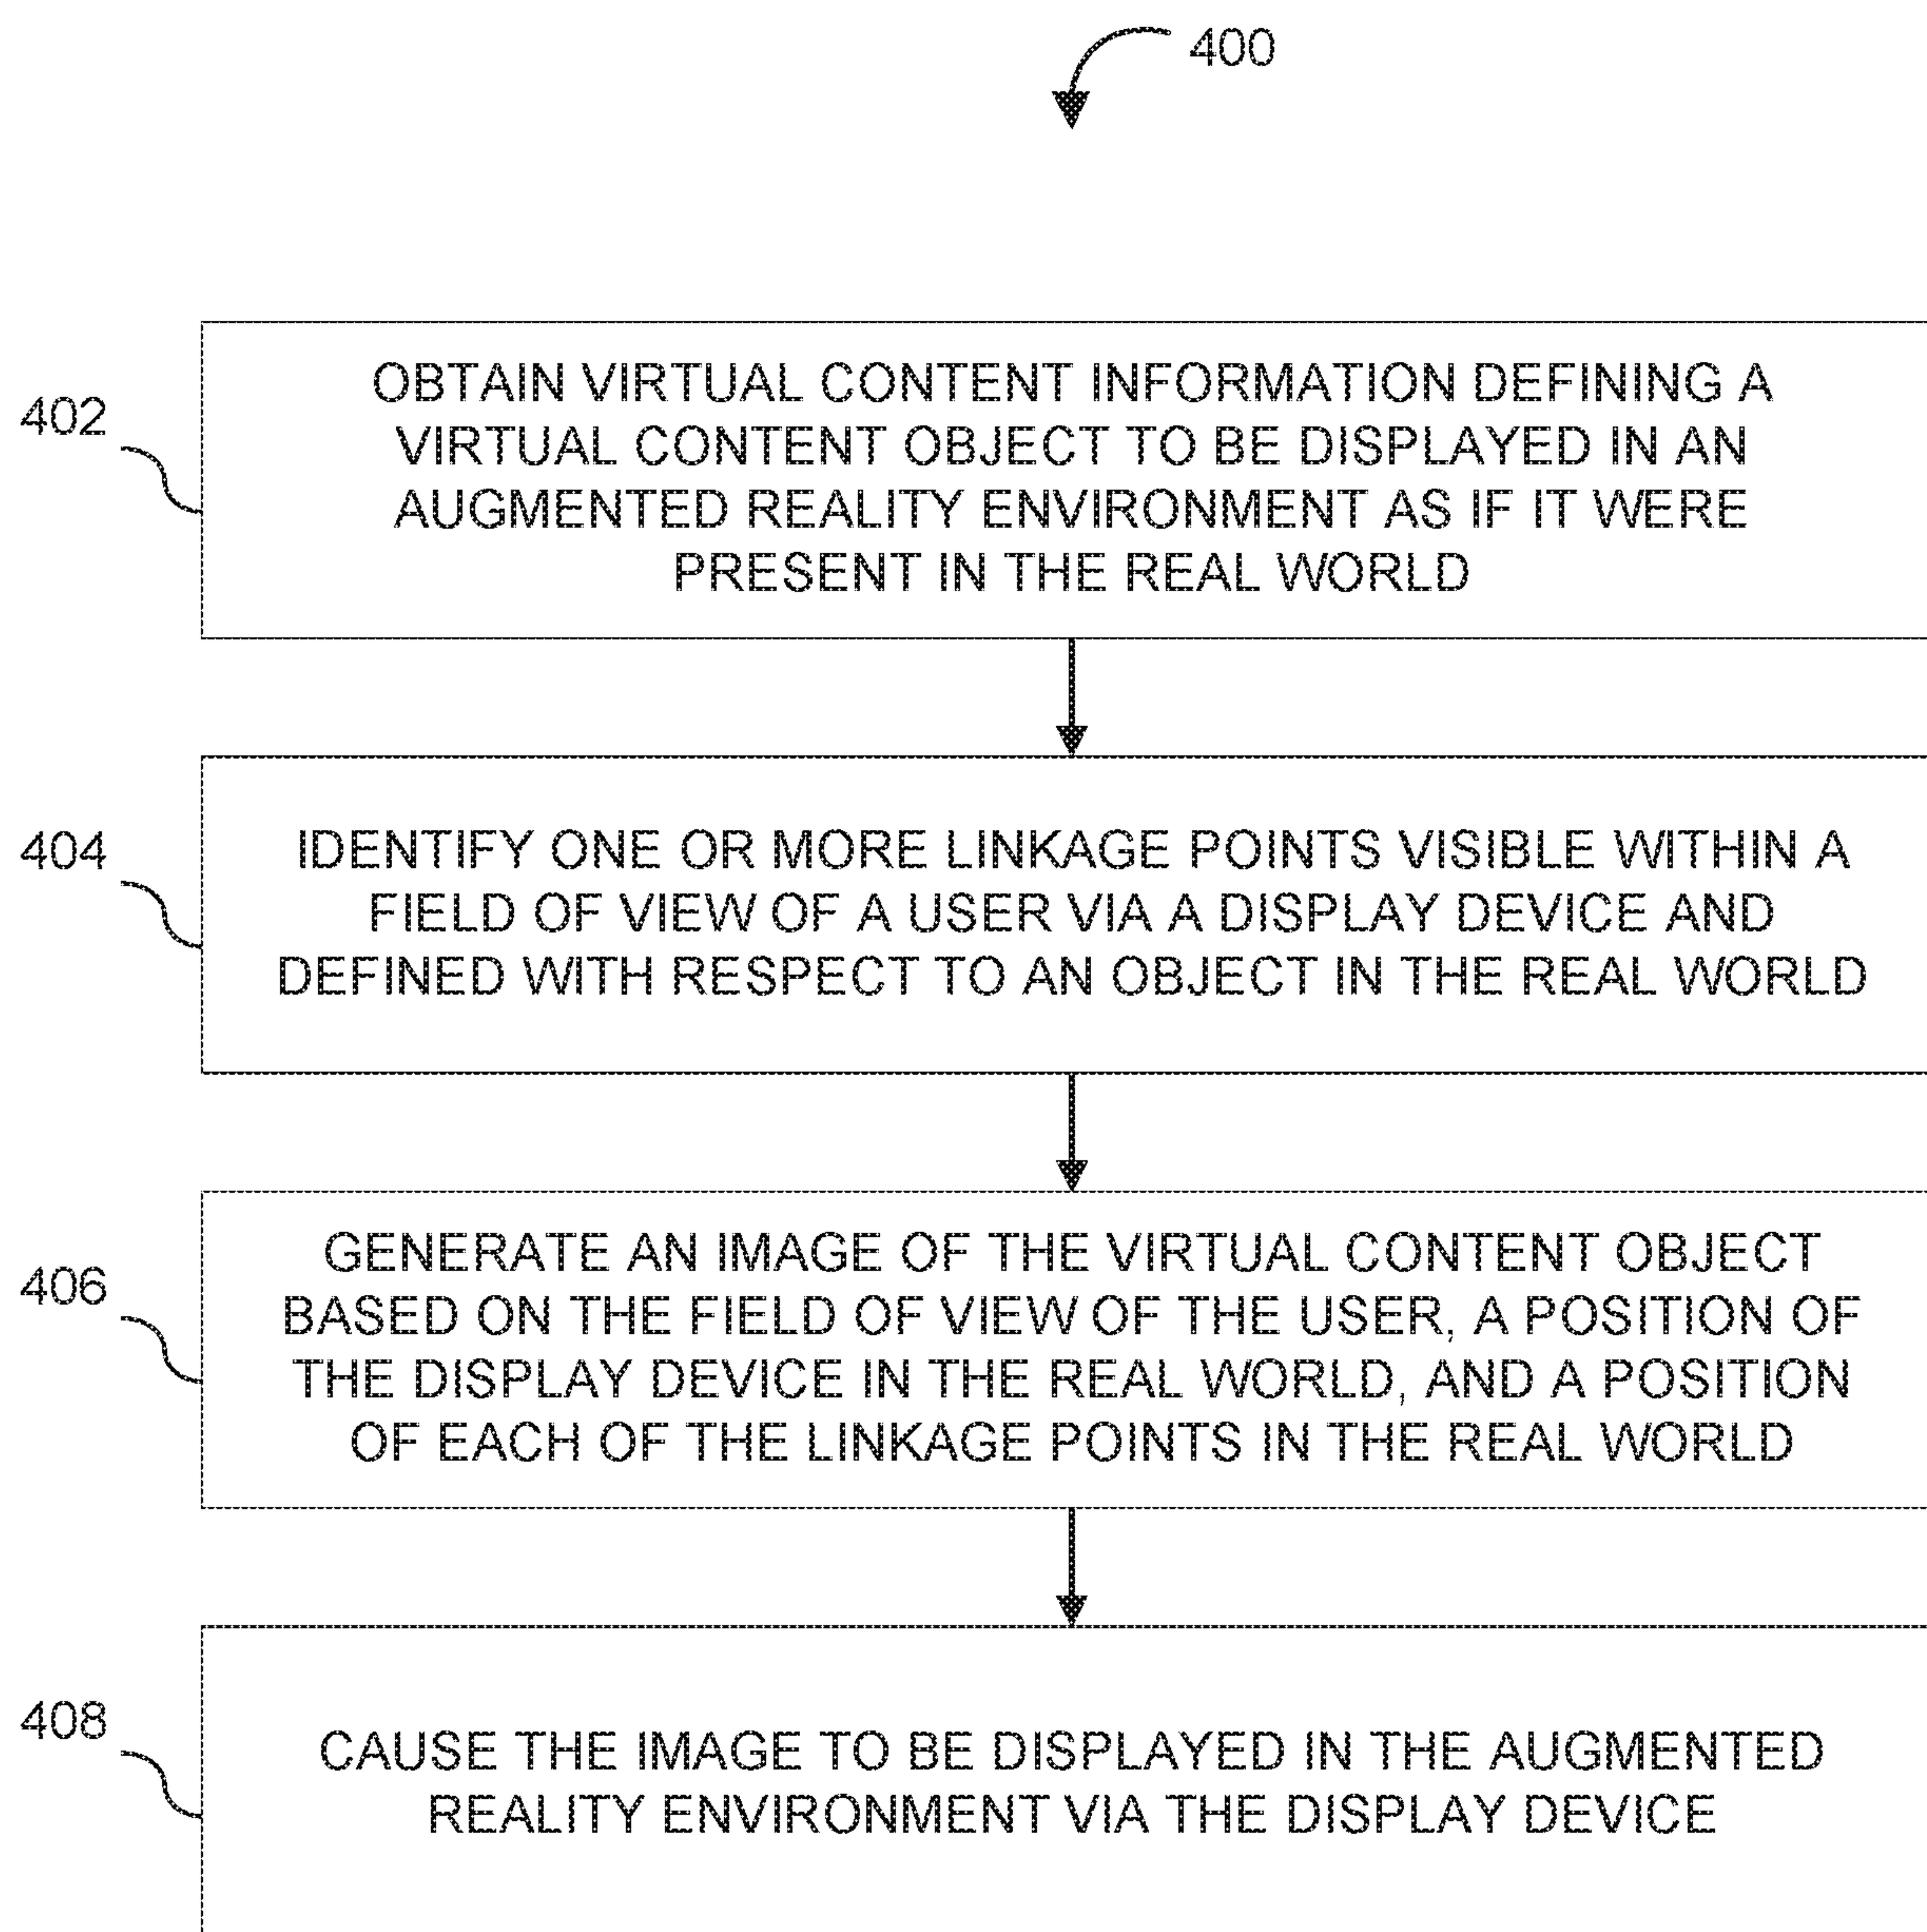 400
402
OBTAIN VIRTUAL CONTENT INFORMATION DEFINING A
VIRTUAL CONTENT OBJECT TO BE DISPLAYED IN AN
AUGMENTED REALITY ENVIRONMENT AS IF IT WERE
PRESENT IN THE REAL WORLD
404
IDENTIFY ONE OR MORE LINKAGE POINTS VISIBLE WITHIN A
FIELD OF VIEW OF A USER VIA A DISPLAY DEVICE AND
DEFINED WITH RESPECT TO AN OBJECT IN THE REAL WORLD
406
GENERATE AN IMAGE OF THE VIRTUAL CONTENT OBJECT
BASED ON THE FIELD OF VIEW OF THE USER, A POSITION OF
THE DISPLAY DEVICE IN THE REAL WORLD, AND A POSITION
OF EACH OF THE LINKAGE POINTS IN THE REAL WORLD
408
CAUSE THE IMAGE TO BE DISPLAYED IN THE AUGMENTED
REALITY ENVIRONMENT VIA THE DISPLAY DEVICE